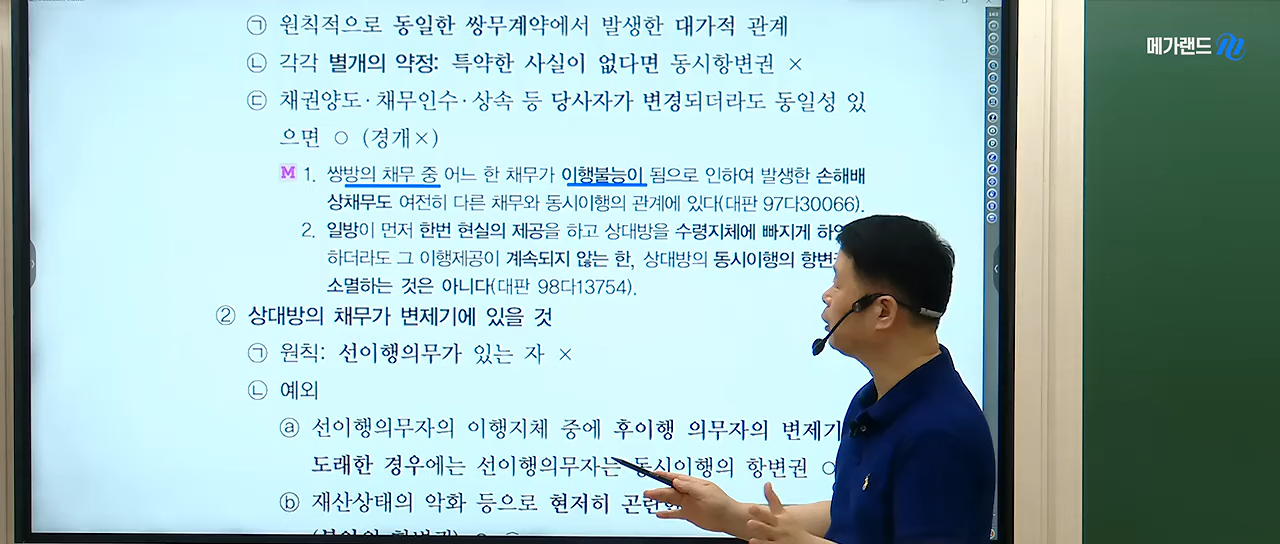 ㉠ 원칙적으로 동일한 쌍무계약에서 발생한 대가적 관계
㉡ 각각 별개의 약정: 특약한 사실이 없다면 동시항변권 ×
㉢ 채권양도·채무인수·상속 등 당사자가 변경되더라도 동일성 있
으면 ○ (경개×)
M 1. 쌍방의 채무 중 어느 한 채무가 이행불능이 됨으로 인하여 발생한 손해배
상채무도 여전히 다른 채무와 동시이행의 관계에 있다(대판 97다30066).
2. 일방이 먼저 한번 현실의 제공을 하고 상대방을 수령지체에 빠지게 하였
하더라도 그 이행제공이 계속되지 않는 한, 상대방의 동시이행의 항변
소멸하는 것은 아니다(대판 98다13754).
② 상대방의 채무가 변제기에 있을 것
㉠ 원칙: 선이행의무가 있는 자 ×
㉡ 예외
ⓐ 선이행의무자의 이행지체 중에 후이행 의무자의 변제기
도래한 경우에는 선이행의무자는 동시이행의 항변권 ○
ⓑ 재산상태의 악화 등으로 현저히 곤란
메가랜드